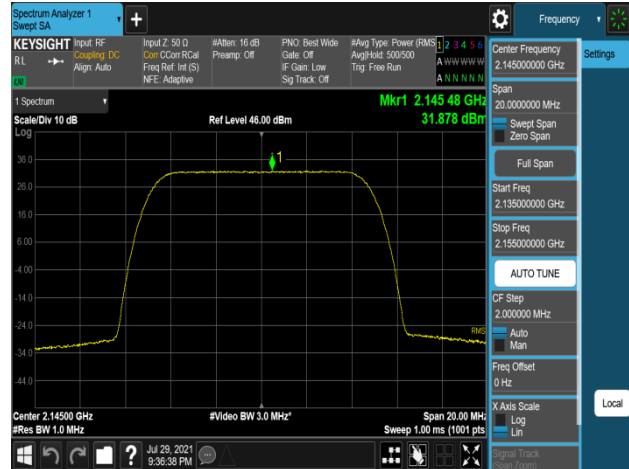 Spectrum Analyzer 1
Swept SA
+
Frequency
KEYSIGHT
RL
Input: RF
Coupling: DC
Align: Auto
Input Z: 50 Ω
Corr CCorr RCal
Freq Ref: Int (S)
NFE: Adaptive
#Atten: 16 dB
Preamp: Off
PNO: Best Wide
Gate: Off
IF Gain: Low
Sig Track: Off
#Avg Type: Power (RMS
Avg|Hold: 500/500
Trig: Free Run
1 2 3 4 5 6
A W W W W W
A N N N N N
1 Spectrum
Scale/Div 10 dB
Log
Ref Level 46.00 dBm
Mkr1 2.145 48 GHz
31.878 dBm
36.0
26.0
16.0
6.00
-4.00
-14.0
-24.0
-34.0
-44.0
1
RMS
Center 2.14500 GHz
#Res BW 1.0 MHz
#Video BW 3.0 MHz*
Span 20.00 MHz
Sweep 1.00 ms (1001 pts
Jul 29, 2021
9:36:38 PM
?
Center Frequency
2.145000000 GHz
Span
20.0000000 MHz
Swept Span
Zero Span
Full Span
Start Freq
2.135000000 GHz
Stop Freq
2.155000000 GHz
AUTO TUNE
CF Step
2.000000 MHz
Auto
Man
Freq Offset
0 Hz
X Axis Scale
Log
Lin
Signal Track
(Span Zoom)
Settings
Local